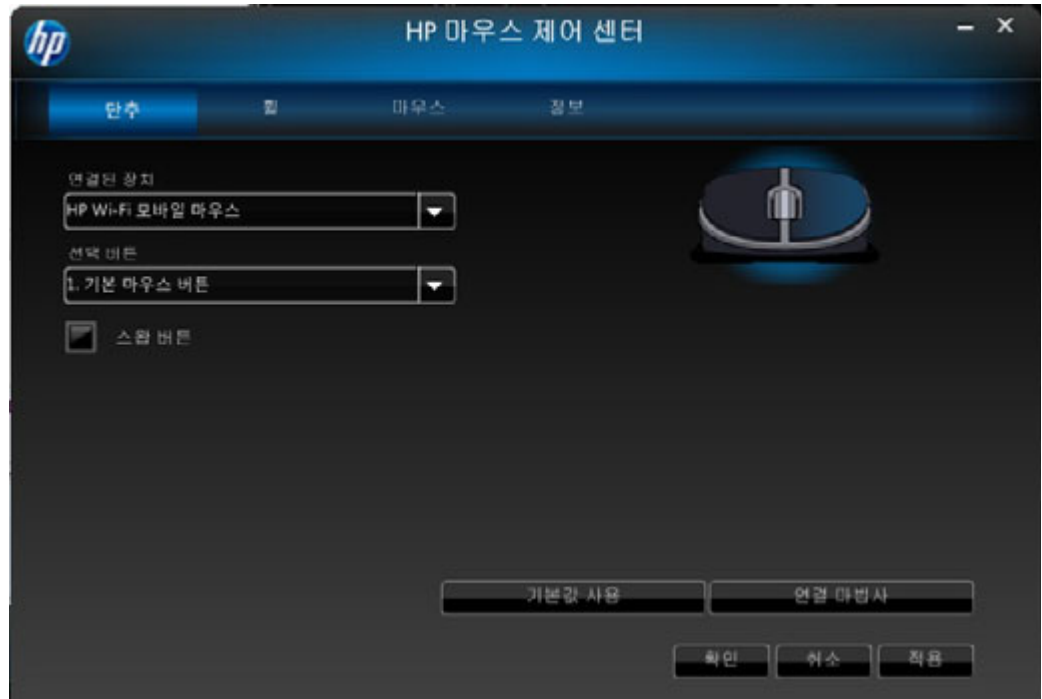 hp
HP 마우스 제어 센터
단추 휠 마우스 정보
연결된 장치
HP Wi-Fi 모바일 마우스
선택 버튼
1. 기본 마우스 버튼
스왑 버튼
기본값 사용 연결 마법사
확인 취소 적용